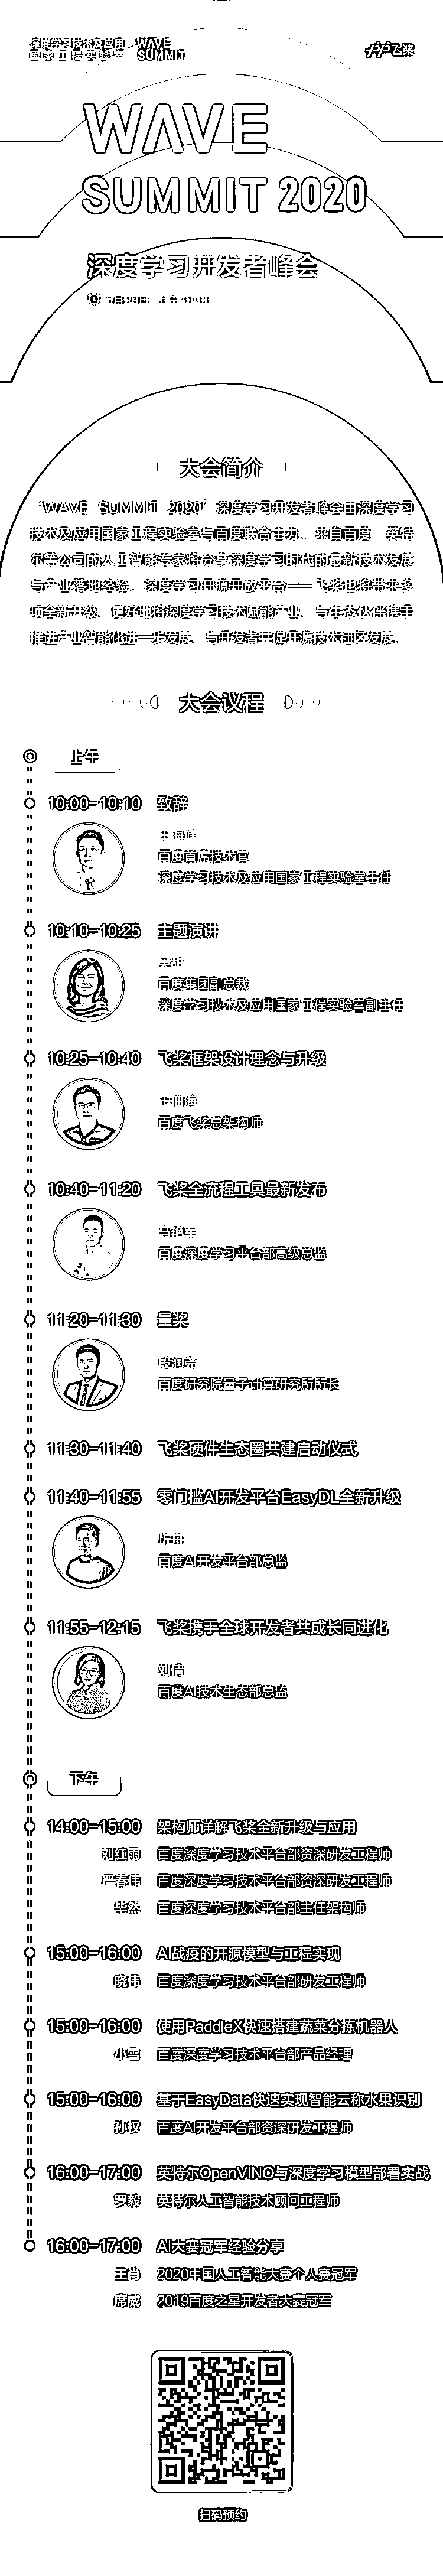 深度学习技术及应用
国家工程实验室
WAVE
SUMMIT
飞桨
WAVE
SUMMIT 2020
深度学习开发者峰会
大会简介
“WAVE SUMMIT 2020”深度学习开发者峰会由深度学习
技术及应用国家工程实验室与百度联合主办，来自百度、英特
尔等公司的人工智能专家将分享深度学习时代的最新技术发展
与产业落地经验。深度学习开源开放平台——飞桨也将带来多
项全新升级，更好地将深度学习技术赋能产业，与生态伙伴携手
推进产业智能化进一步发展，与开发者共促开源技术社区发展。
大会议程
上午
10:00-10:10 致辞
百度首席技术官
深度学习技术及应用国家工程实验室主任
10:10-10:25 主题演讲
吴甜
百度集团副总裁
深度学习技术及应用国家工程实验室副主任
10:25-10:40 飞桨框架设计理念与升级
百度飞桨总架构师
10:40-11:20 飞桨全流程工具最新发布
马艳军
百度深度学习平台部高级总监
11:20-11:30 量桨
段润尧
百度研究院量子计算研究所所长
11:30-11:40 飞桨硬件生态圈共建启动仪式
11:40-11:55 零门槛AI开发平台EasyDL全新升级
忻舟
百度AI开发平台部总监
11:55-12:15 飞桨携手全球开发者共成长同进化
刘倩
百度AI技术生态部总监
下午
14:00-15:00 架构师详解飞桨全新升级与应用
刘红雨 百度深度学习技术平台部资深研发工程师
严春伟 百度深度学习技术平台部资深研发工程师
毕然 百度深度学习技术平台部主任架构师
15:00-16:00 AI战疫的开源模型与工程实现
晓伟 百度深度学习技术平台部研发工程师
15:00-16:00 使用PaddleX快速搭建蔬菜分拣机器人
小雪 百度深度学习技术平台部产品经理
15:00-16:00 基于EasyData快速实现智能云称水果识别
孙权 百度AI开发平台部资深研发工程师
16:00-17:00 英特尔OpenVINO与深度学习模型部署实战
罗毅 英特尔人工智能技术顾问工程师
16:00-17:00 AI大赛冠军经验分享
王肖 2020中国人工智能大赛个人赛冠军
席威 2019百度之星开发者大赛冠军
扫码预约